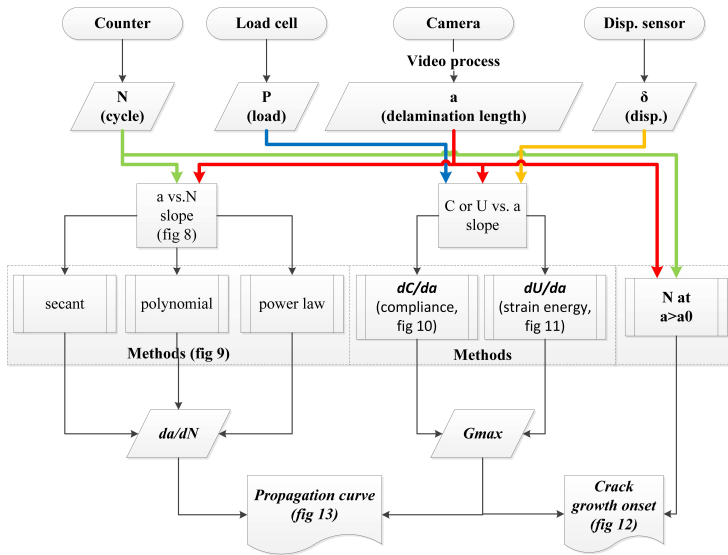 Counter
Load cell
Camera
Disp. sensor
Video process
N
(cycle)
P
(load)
a
(delamination length)
δ
(disp.)
a vs.N
slope
(fig 8)
C or U vs. a
slope
secant
polynomial
power law
dC/da
(compliance,
fig 10)
dU/da
(strain energy,
fig 11)
N at
a>a0
Methods (fig 9)
Methods
da/dN
Gmax
Propagation curve
(fig 13)
Crack
growth onset
(fig 12)